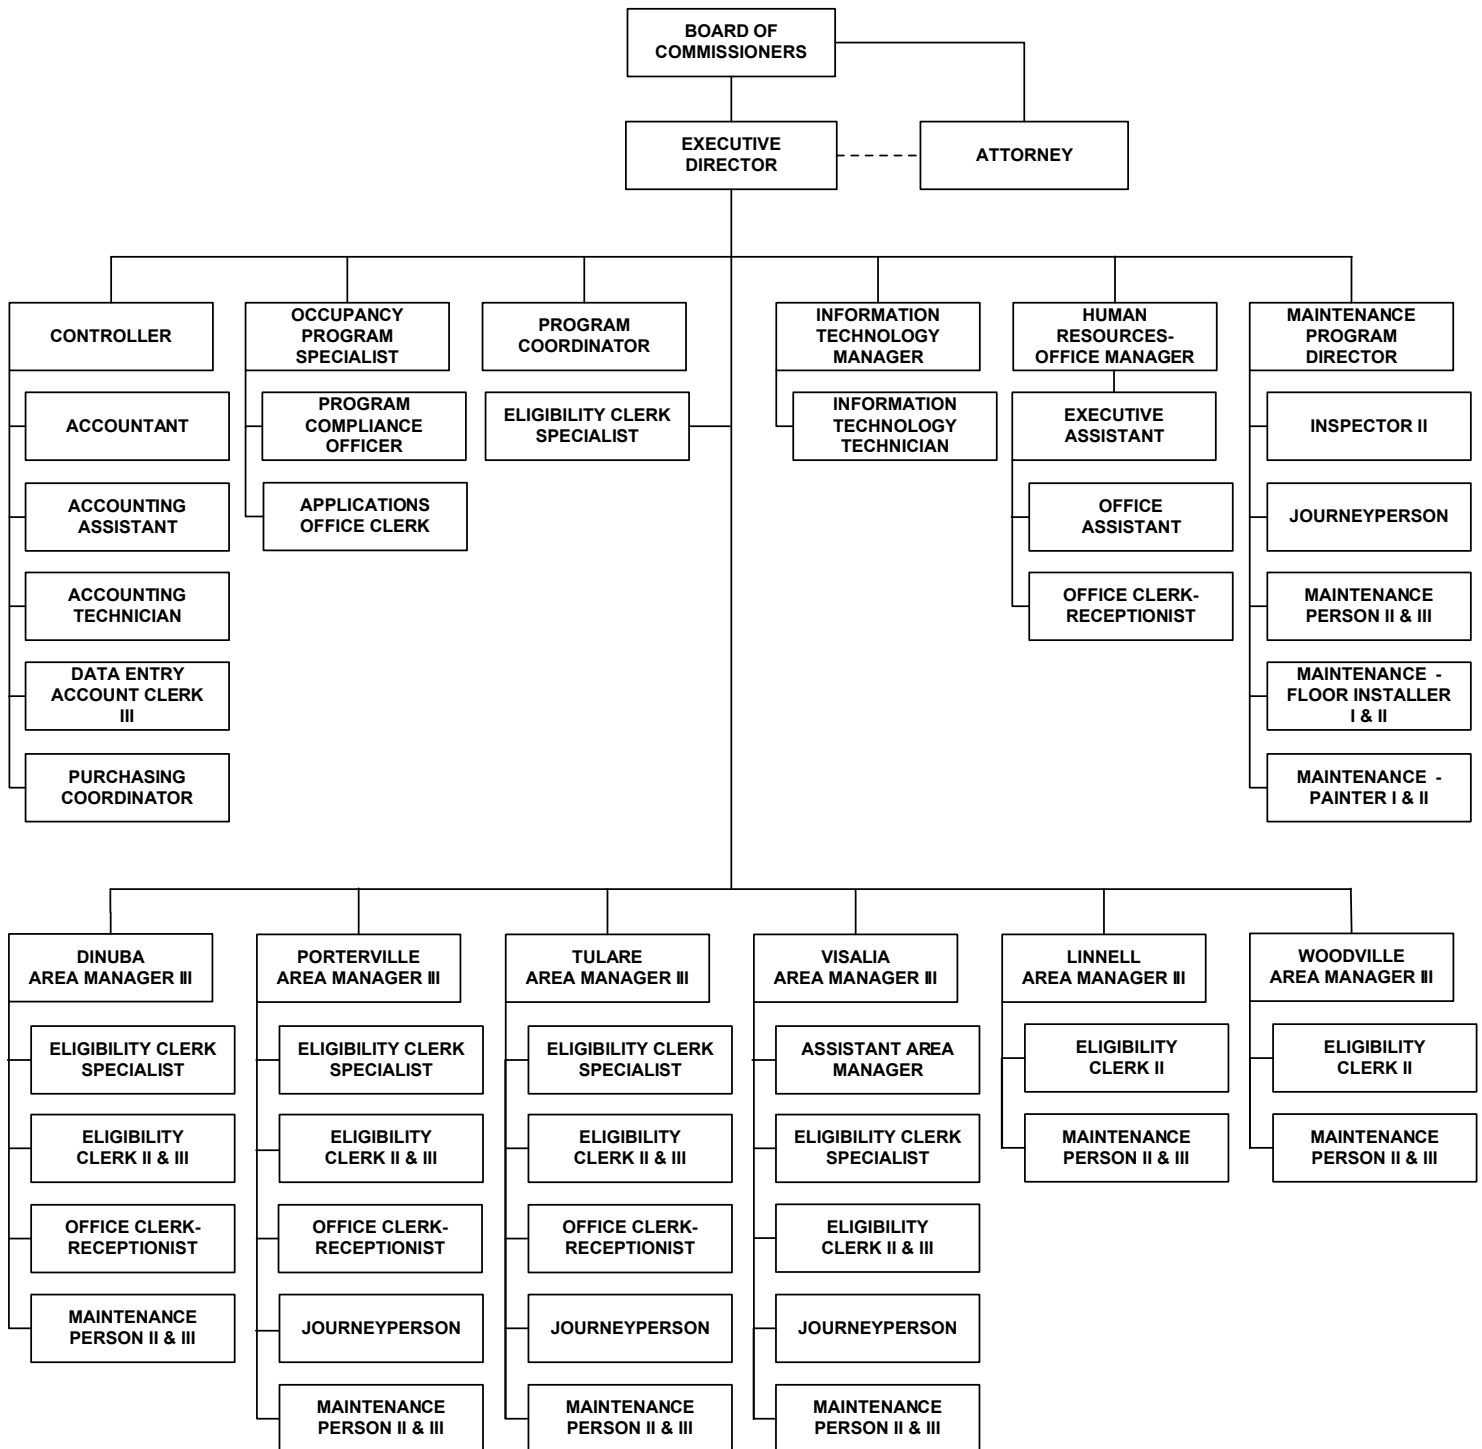 BOARD OF
COMMISSIONERS
EXECUTIVE
DIRECTOR
ATTORNEY
CONTROLLER
OCCUPANCY
PROGRAM
SPECIALIST
PROGRAM
COORDINATOR
INFORMATION
TECHNOLOGY
MANAGER
HUMAN
RESOURCES-
OFFICE MANAGER
MAINTENANCE
PROGRAM
DIRECTOR
ACCOUNTANT
PROGRAM
COMPLIANCE
OFFICER
ELIGIBILITY CLERK
SPECIALIST
INFORMATION
TECHNOLOGY
TECHNICIAN
EXECUTIVE
ASSISTANT
INSPECTOR II
ACCOUNTING
ASSISTANT
APPLICATIONS
OFFICE CLERK
OFFICE
ASSISTANT
JOURNEYPERSON
ACCOUNTING
TECHNICIAN
OFFICE CLERK-
RECEPTIONIST
MAINTENANCE
PERSON II & III
DATA ENTRY
ACCOUNT CLERK
III
MAINTENANCE -
FLOOR INSTALLER
I & II
PURCHASING
COORDINATOR
MAINTENANCE -
PAINTER I & II
DINUBA
AREA MANAGER III
PORTERVILLE
AREA MANAGER III
TULARE
AREA MANAGER III
VISALIA
AREA MANAGER III
LINNELL
AREA MANAGER III
WOODVILLE
AREA MANAGER III
ELIGIBILITY CLERK
SPECIALIST
ELIGIBILITY CLERK
SPECIALIST
ELIGIBILITY CLERK
SPECIALIST
ASSISTANT AREA
MANAGER
ELIGIBILITY
CLERK II
ELIGIBILITY
CLERK II
ELIGIBILITY
CLERK II & III
ELIGIBILITY
CLERK II & III
ELIGIBILITY
CLERK II & III
ELIGIBILITY CLERK
SPECIALIST
MAINTENANCE
PERSON II & III
MAINTENANCE
PERSON II & III
OFFICE CLERK-
RECEPTIONIST
OFFICE CLERK-
RECEPTIONIST
OFFICE CLERK-
RECEPTIONIST
ELIGIBILITY
CLERK II & III
MAINTENANCE
PERSON II & III
JOURNEYPERSON
JOURNEYPERSON
JOURNEYPERSON
MAINTENANCE
PERSON II & III
MAINTENANCE
PERSON II & III
MAINTENANCE
PERSON II & III